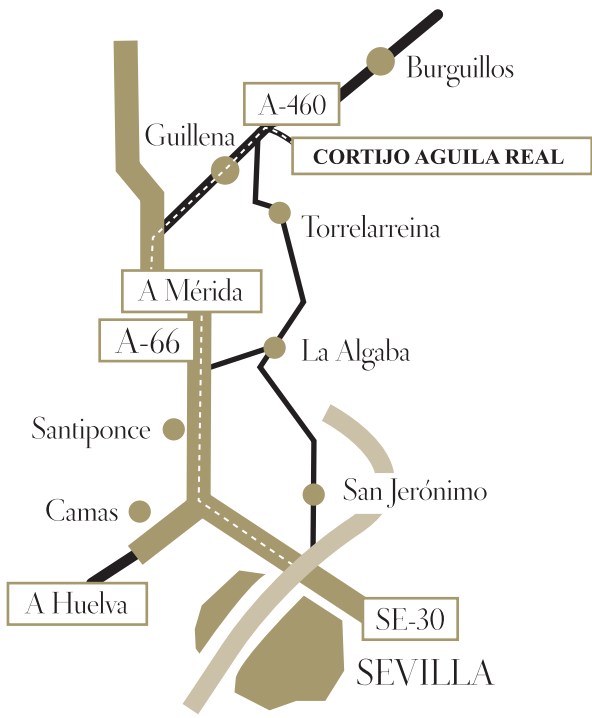 Burguillos
A-460
Guillena
CORTIJO AGUILA REAL
Torrelarreina
A Mérida
A-66
La Algaba
Santiponce
San Jerónimo
Camas
A Huelva
SE-30
SEVILLA